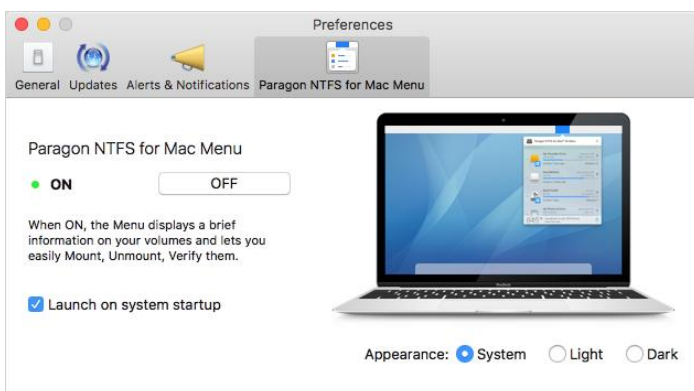 Preferences
General Updates Alerts & Notifications Paragon NTFS for Mac Menu
Paragon NTFS for Mac Menu
ON OFF
When ON, the Menu displays a brief
information on your volumes and lets you
easily Mount, Unmount, Verify them.
Launch on system startup
Appearance: System Light Dark